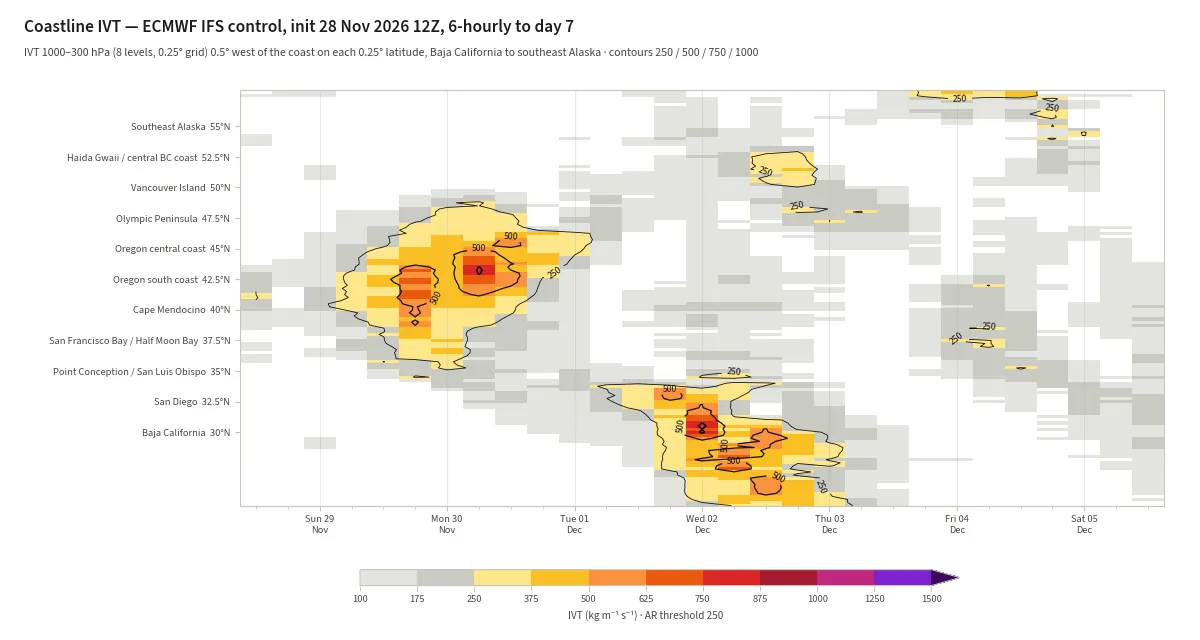 Coastline IVT — ECMWF IFS control, init 28 Nov 2026 12Z, 6-hourly to day 7
IVT 1000–300 hPa (8 levels, 0.25° grid) 0.5° west of the coast on each 0.25° latitude, Baja California to southeast Alaska · contours 250 / 500 / 750 / 1000
250
250
Southeast Alaska 55°N
Haida Gwaii / central BC coast 52.5°N
250
Vancouver Island 50°N
250
Olympic Peninsula 47.5°N
500
500
Oregon central coast 45°N
250
Oregon south coast 42.5°N
500
Cape Mendocino 40°N
250
250
San Francisco Bay / Half Moon Bay 37.5°N
Point Conception / San Luis Obispo 35°N
250
500
San Diego 32.5°N
500
Baja California 30°N
500
500
500
250
Sun 29 Mon 30 Tue 01 Wed 02 Thu 03 Fri 04 Sat 05
Nov Nov Dec Dec Dec Dec Dec
100 175 250 375 500 625 750 875 1000 1250 1500
IVT (kg m⁻¹ s⁻¹) · AR threshold 250